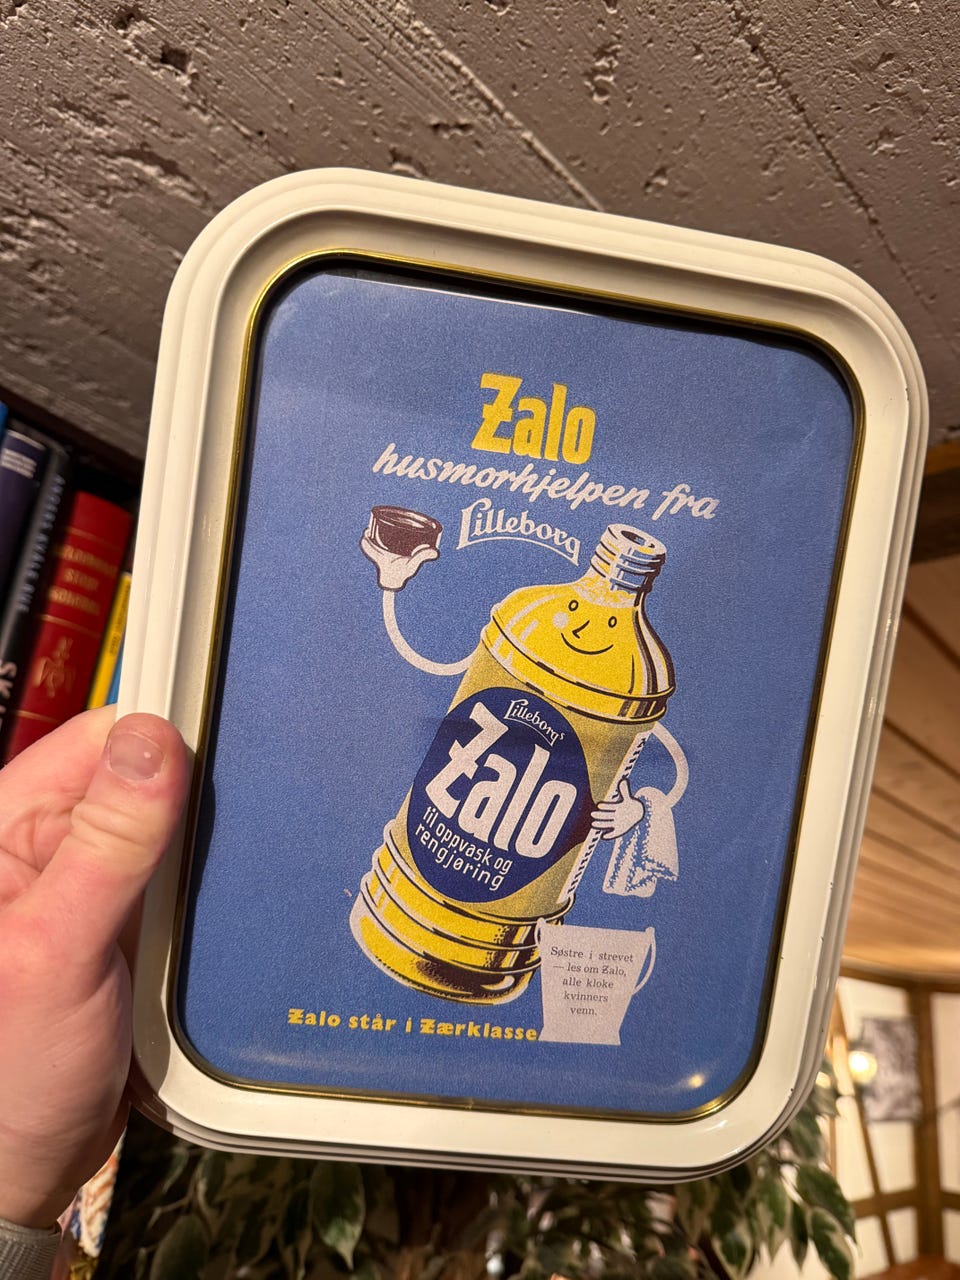 Zalo
husmorhjelpen fra
Lilleborg
Lilleborg's
Zalo
til oppvask og
rengjøring
Søstre i strevet
— les om Zalo,
alle kloke
kvinners
venn.
Zalo står i Zærklasse